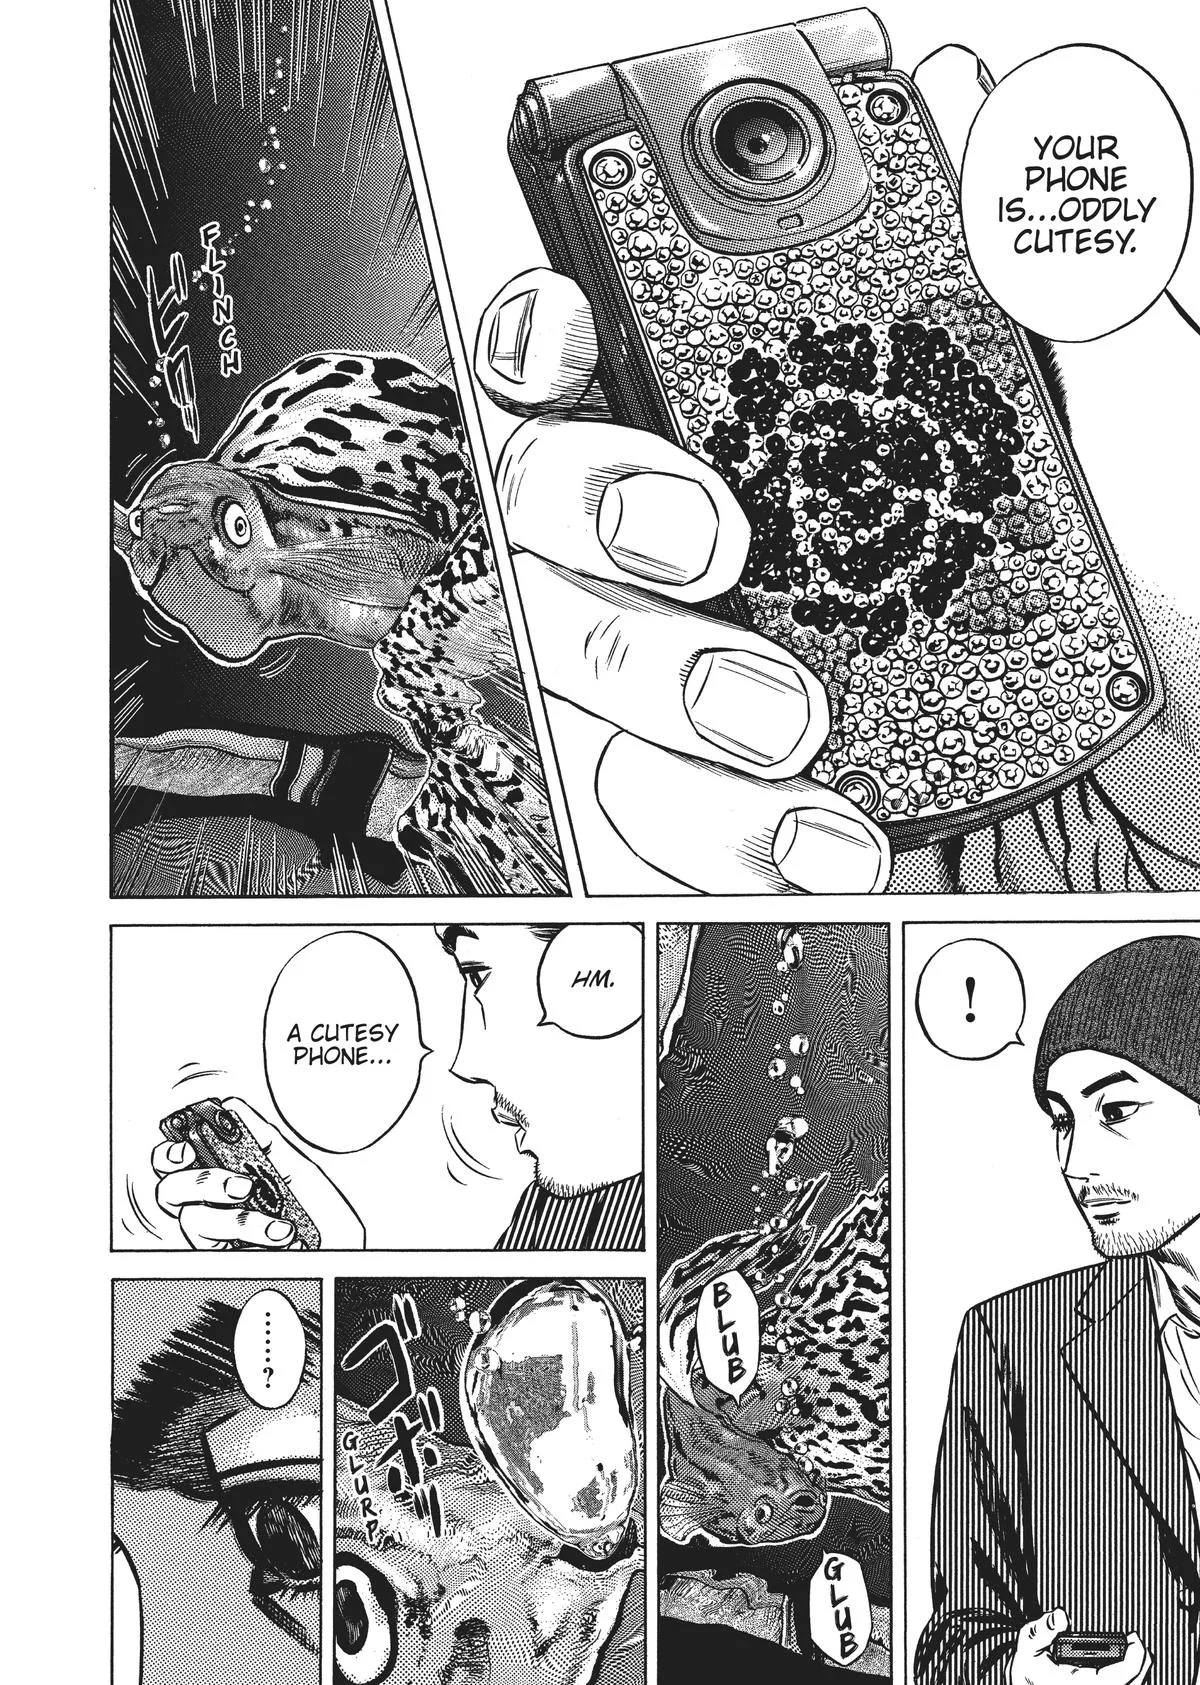 YOUR
PHONE
IS...ODDLY
CUTESY.
FLINCH
!
BLUB
GLUB
HM.
A CUTESY
PHONE...
GLURP
......?